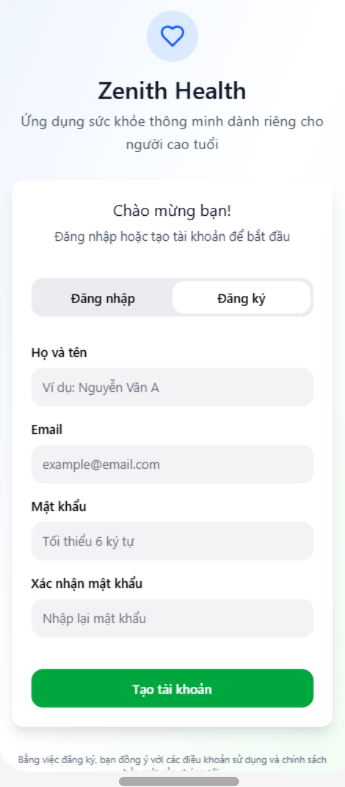 Zenith Health
Ứng dụng sức khỏe thông minh dành riêng cho
người cao tuổi
Chào mừng bạn!
Đăng nhập hoặc tạo tài khoản để bắt đầu
Đăng nhập
Đăng ký
Họ và tên
Ví dụ: Nguyễn Văn A
Email
example@email.com
Mật khẩu
Tối thiểu 6 ký tự
Xác nhận mật khẩu
Nhập lại mật khẩu
Tạo tài khoản
Bằng việc đăng ký, bạn đồng ý với các điều khoản sử dụng và chính sách